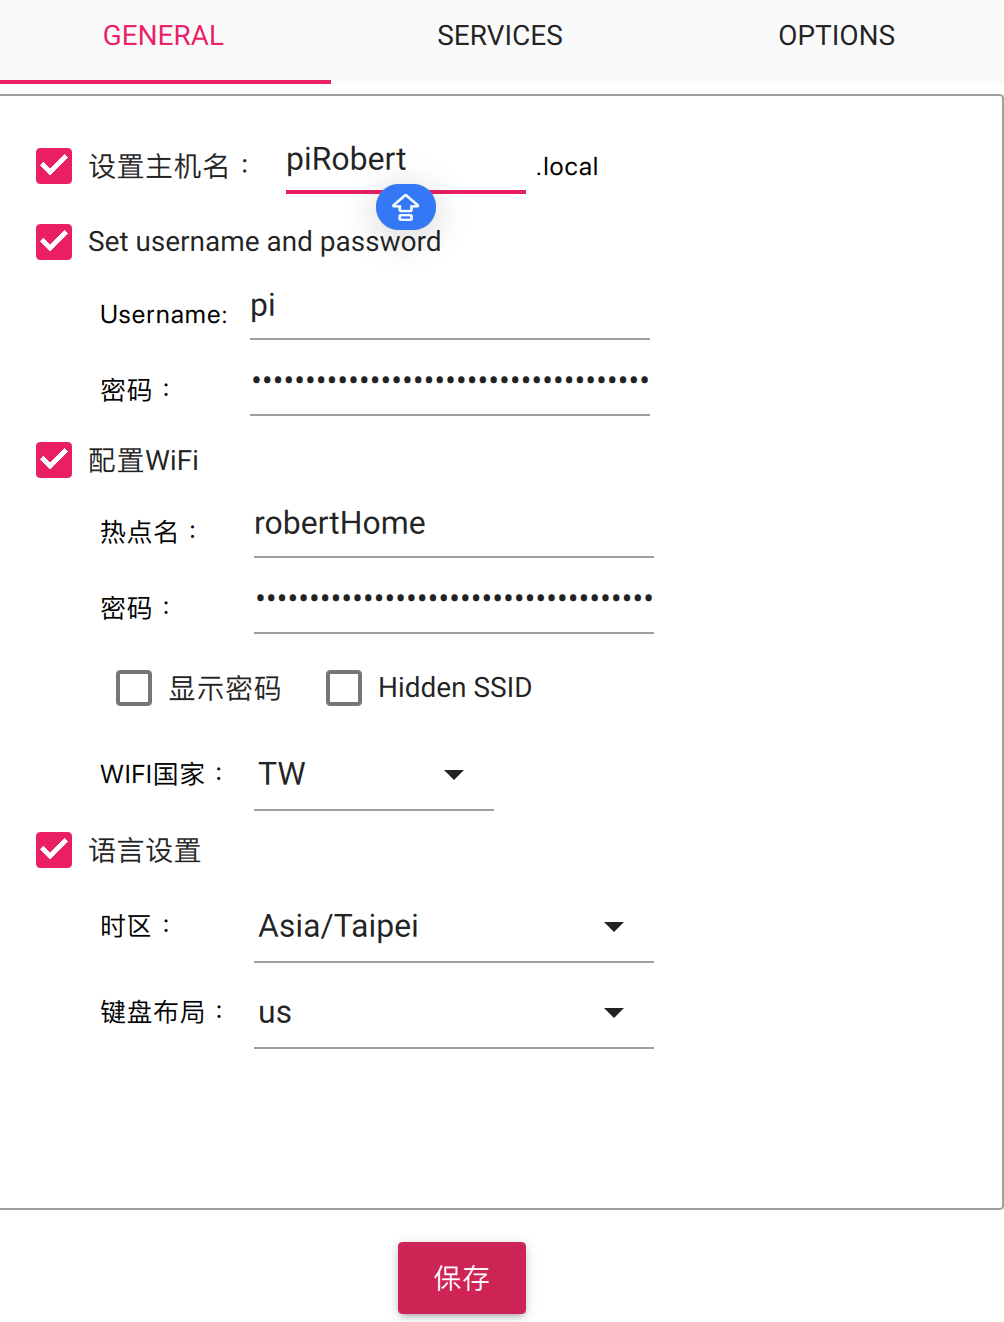 GENERAL SERVICES OPTIONS
设置主机名： piRobert .local
Set username and password
Username: pi
密码： •••••••••••••••••••••••••••••••••••••
配置WiFi
热点名： robertHome
密码： •••••••••••••••••••••••••••••••••••••
显示密码 Hidden SSID
WIFI国家： TW
语言设置
时区： Asia/Taipei
键盘布局： us
保存